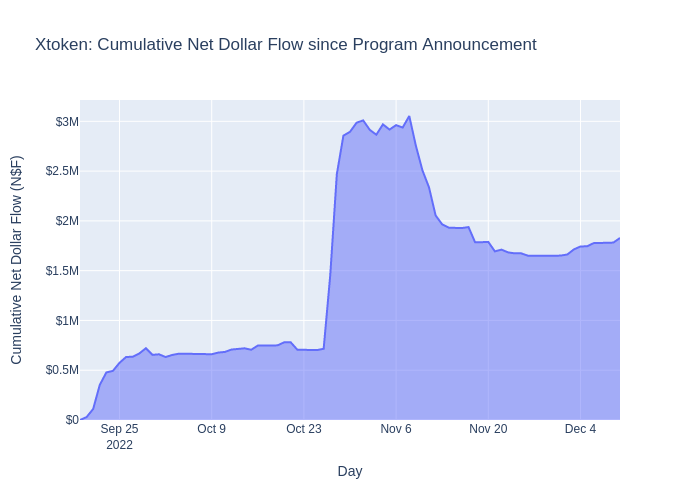 Xtoken: Cumulative Net Dollar Flow since Program Announcement
Cumulative Net Dollar Flow (N$F)
$3M
$2.5M
$2M
$1.5M
$1M
$0.5M
$0
Sep 25
2022
Oct 9
Oct 23
Nov 6
Nov 20
Dec 4
Day